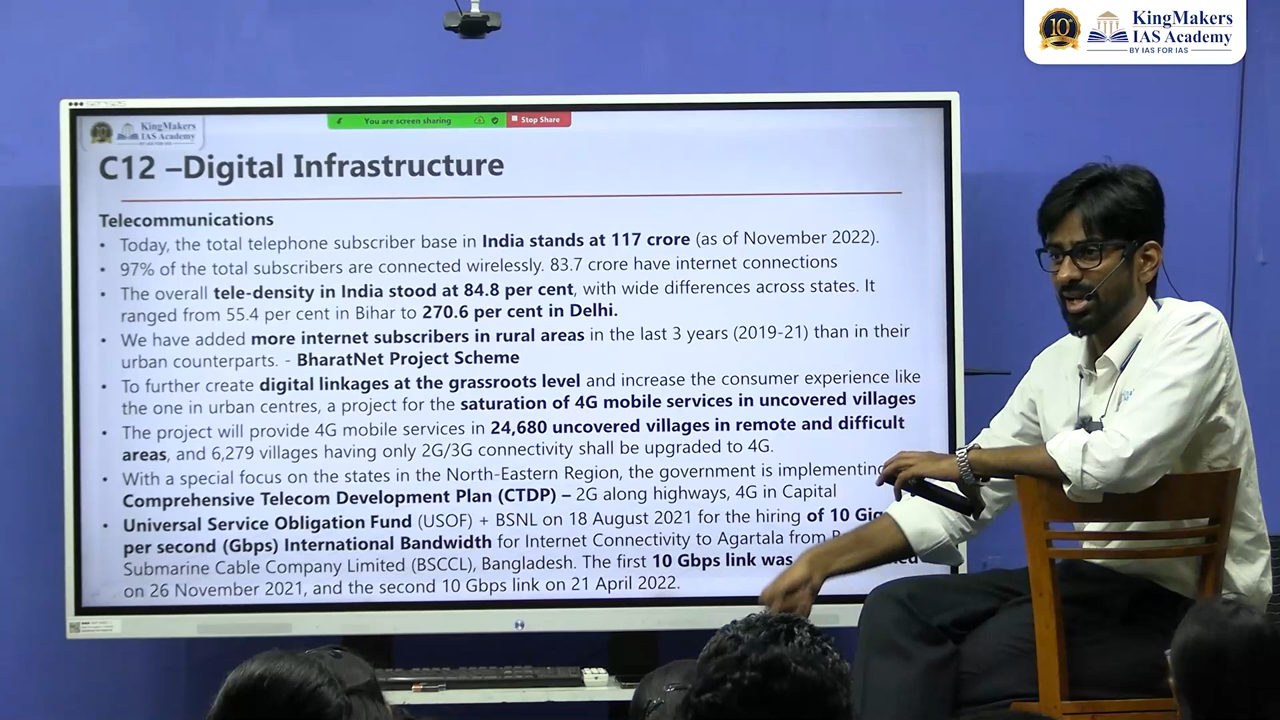 10
KingMakers
IAS Academy
BY IAS FOR IAS
KingMakers
IAS Academy
BY IAS FOR IAS
You are screen sharing
Stop Share
C12 –Digital Infrastructure
Telecommunications
• Today, the total telephone subscriber base in India stands at 117 crore (as of November 2022).
• 97% of the total subscribers are connected wirelessly. 83.7 crore have internet connections
• The overall tele-density in India stood at 84.8 per cent, with wide differences across states. It
ranged from 55.4 per cent in Bihar to 270.6 per cent in Delhi.
• We have added more internet subscribers in rural areas in the last 3 years (2019-21) than in their
urban counterparts. - BharatNet Project Scheme
• To further create digital linkages at the grassroots level and increase the consumer experience like
the one in urban centres, a project for the saturation of 4G mobile services in uncovered villages
• The project will provide 4G mobile services in 24,680 uncovered villages in remote and difficult
areas, and 6,279 villages having only 2G/3G connectivity shall be upgraded to 4G.
• With a special focus on the states in the North-Eastern Region, the government is implementing
Comprehensive Telecom Development Plan (CTDP) – 2G along highways, 4G in Capital
• Universal Service Obligation Fund (USOF) + BSNL on 18 August 2021 for the hiring of 10
per second (Gbps) International Bandwidth for Internet Connectivity to Agartala from
Submarine Cable Company Limited (BSCCL), Bangladesh. The first 10 Gbps link was
on 26 November 2021, and the second 10 Gbps link on 21 April 2022.